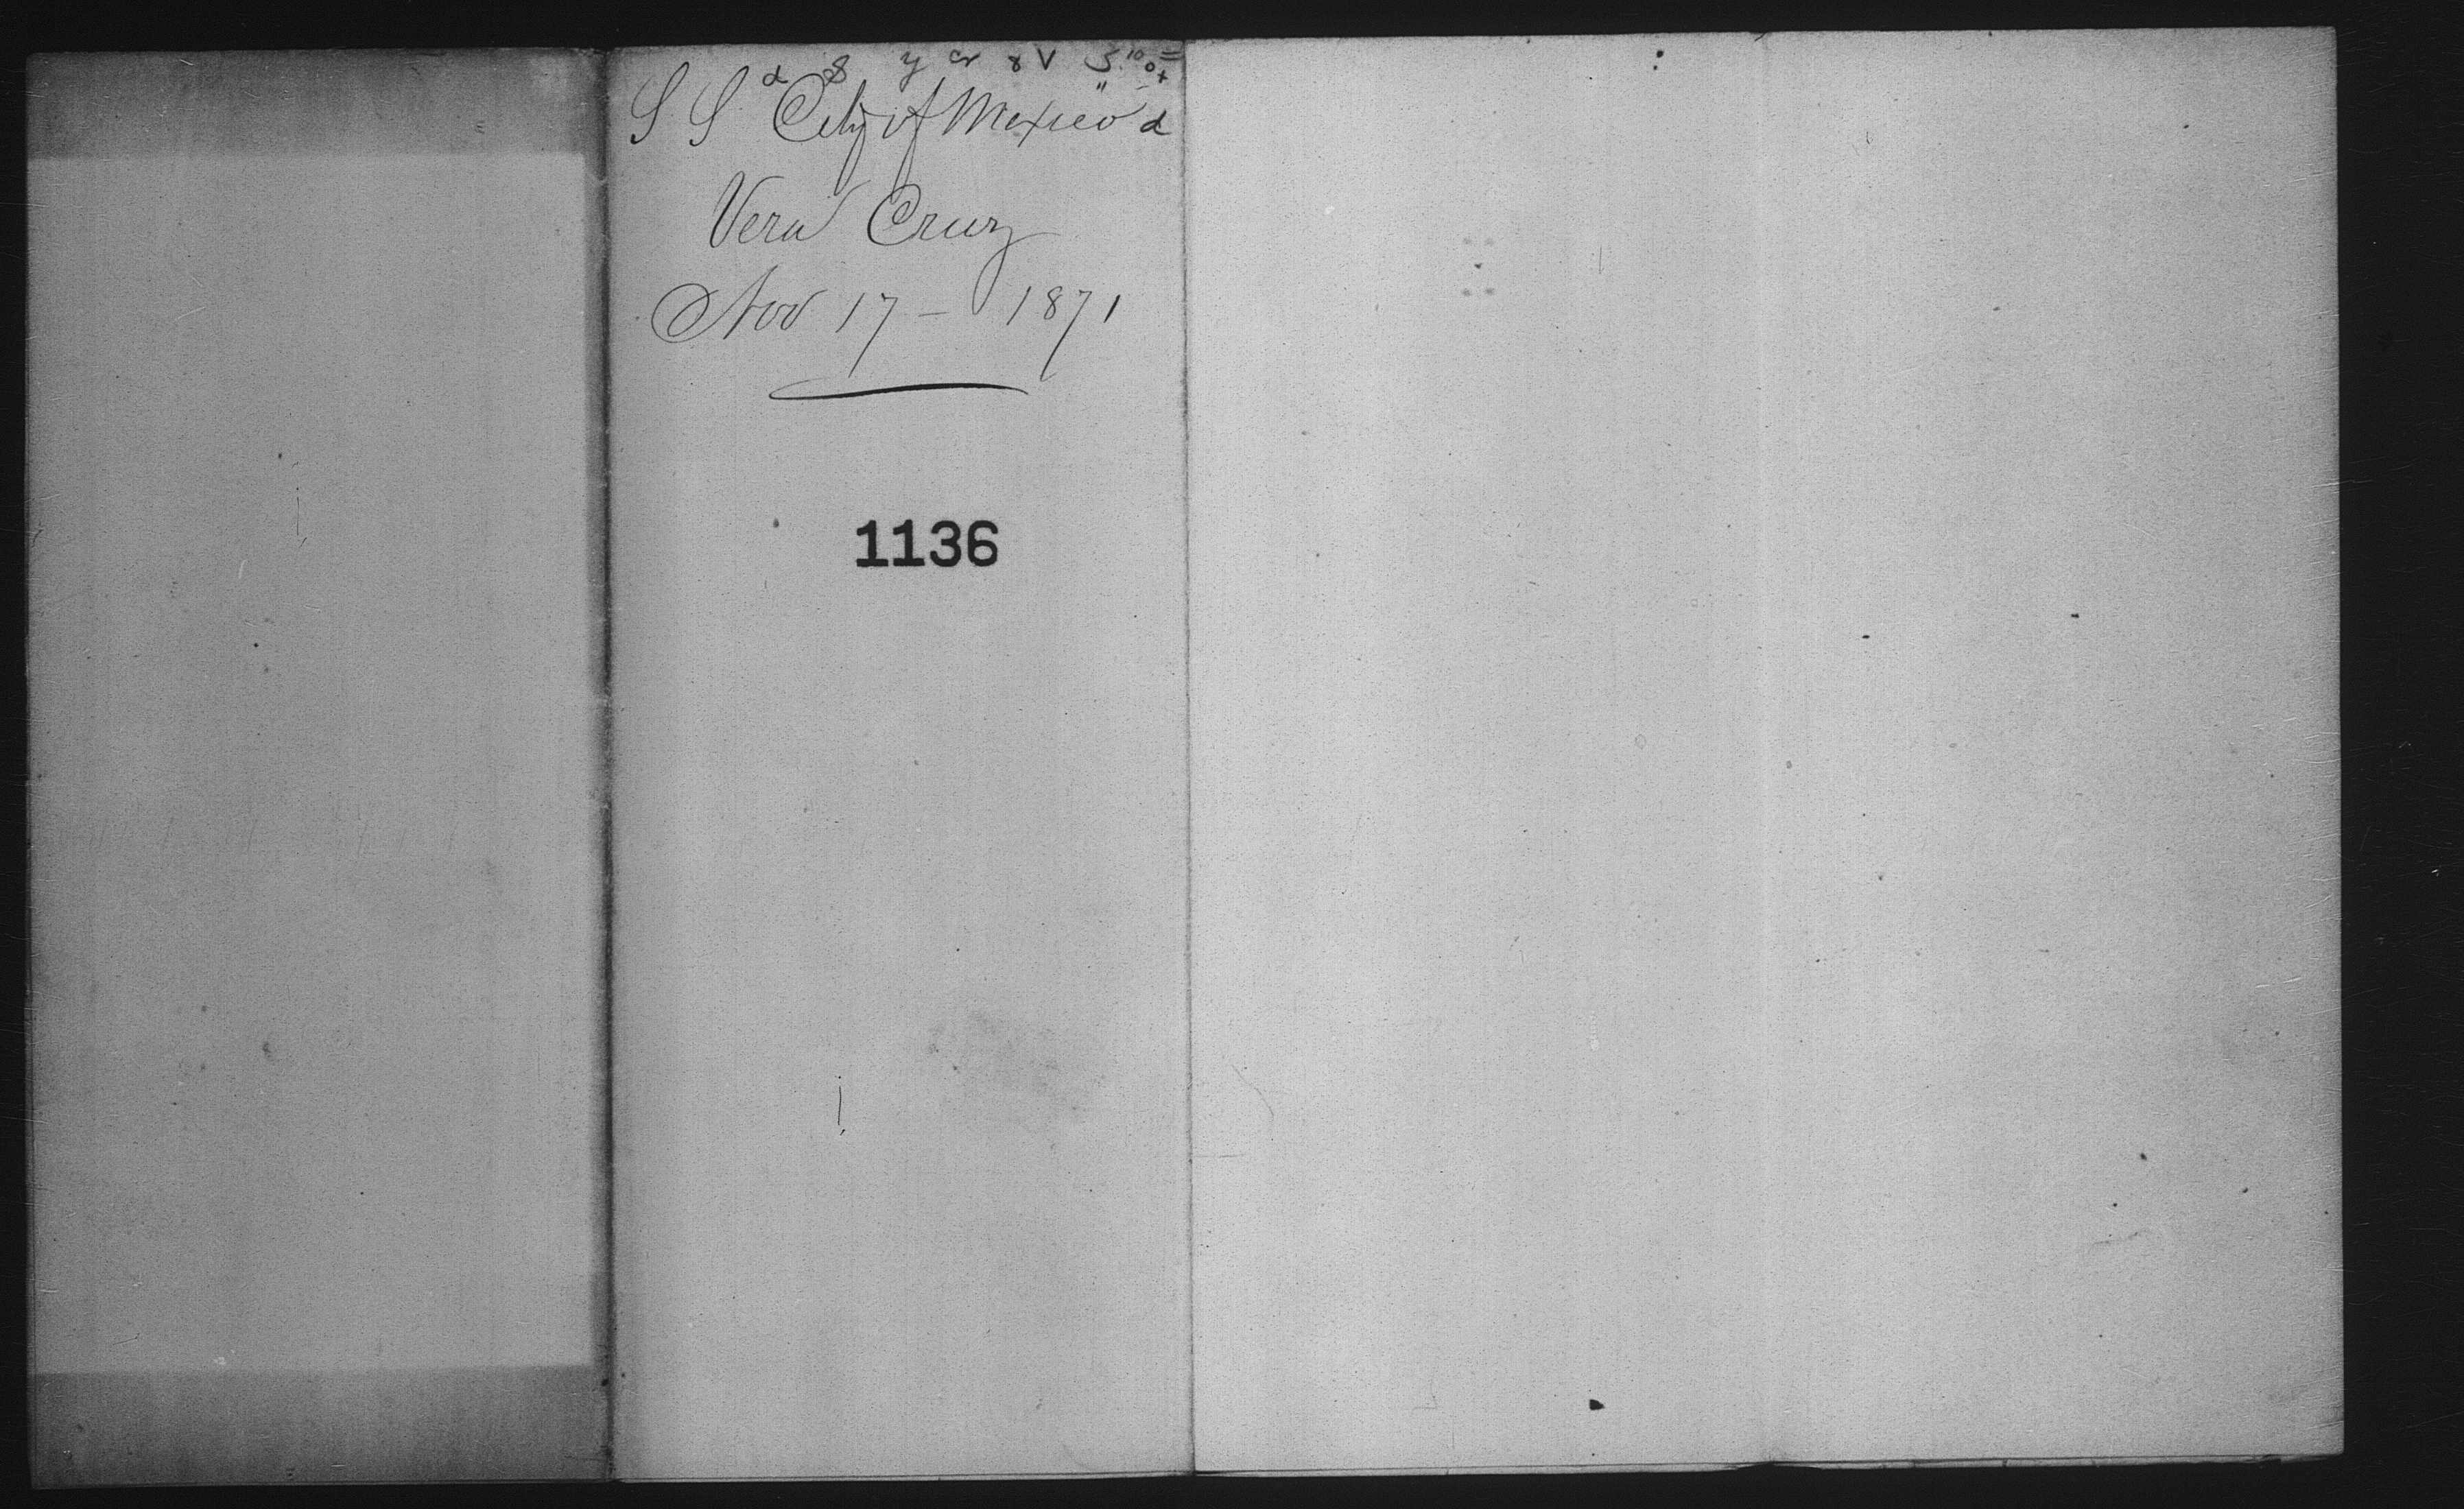 S S City of Mexico
Vera Cruz
Nov 17 - 1871
1136